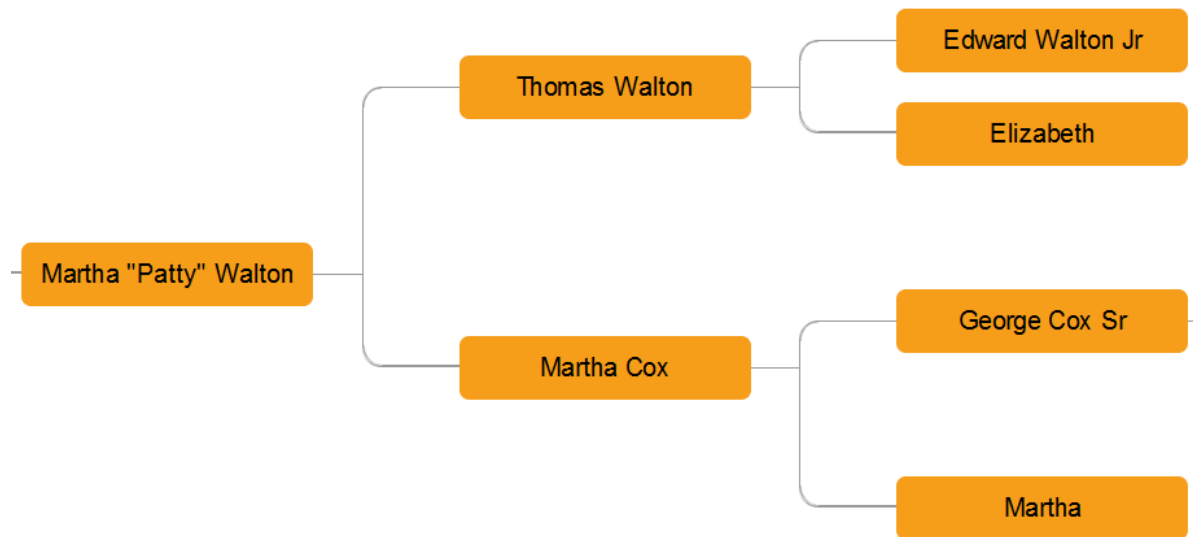 Edward Walton Jr
Thomas Walton
Elizabeth
Martha "Patty" Walton
George Cox Sr
Martha Cox
Martha